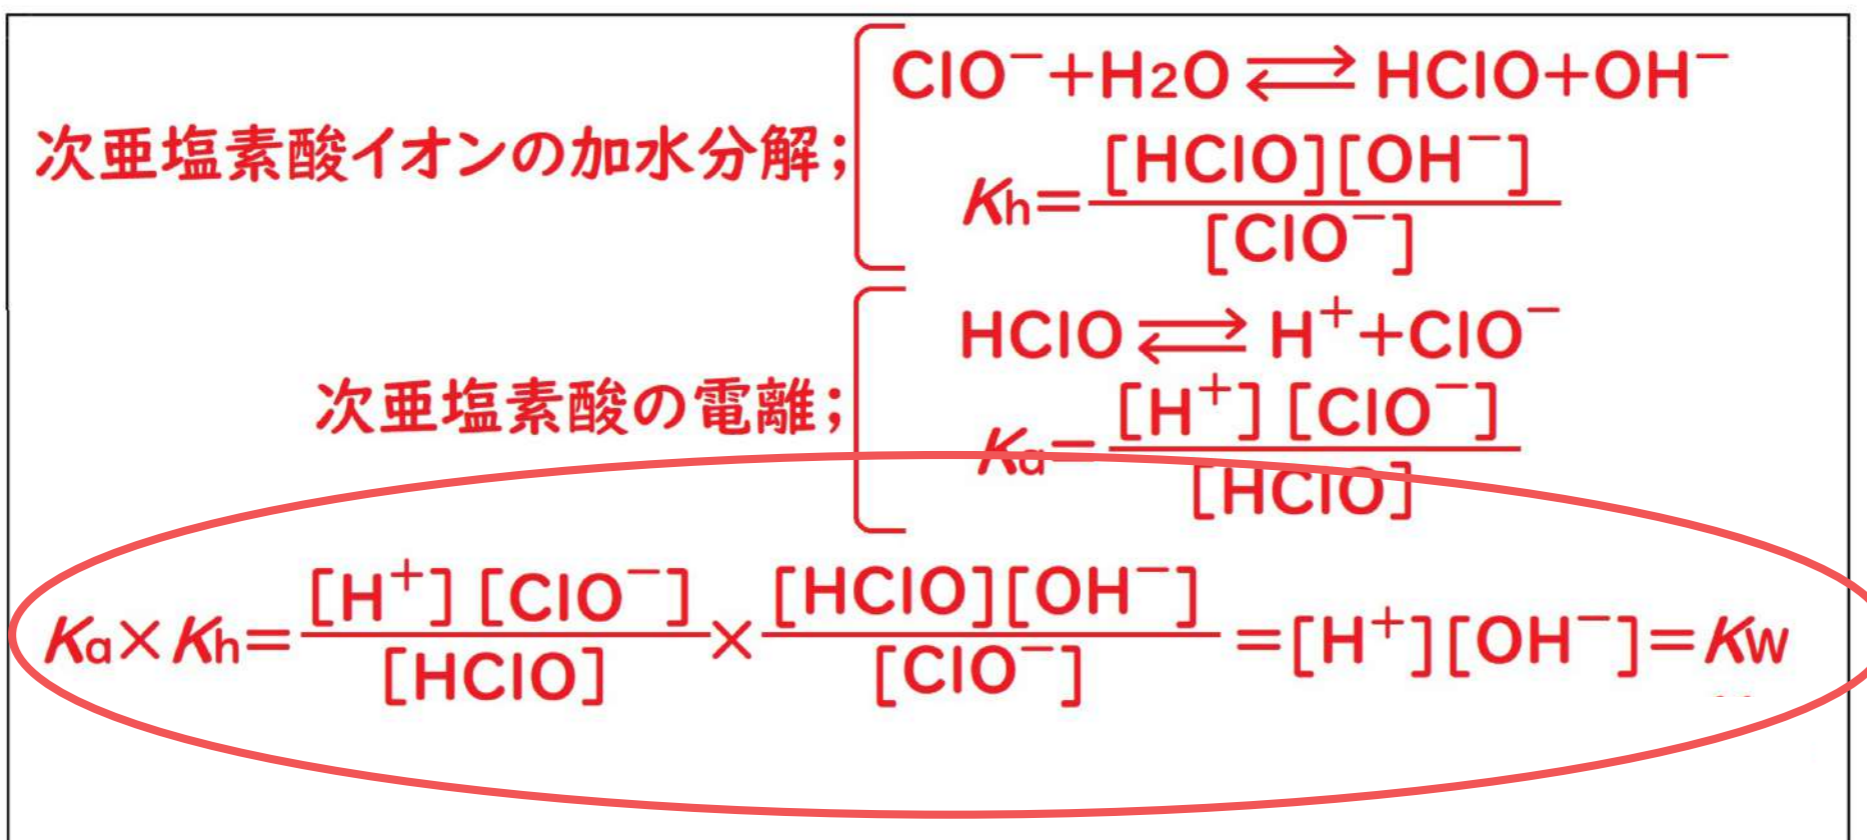 ClO⁻+H2O⇄HClO+OH⁻
次亜塩素酸イオンの加水分解;
Kh=[HClO][OH⁻]/[ClO⁻]
HClO⇄H⁺+ClO⁻
次亜塩素酸の電離;
Ka=[H⁺][ClO⁻]/[HClO]
Ka×Kh=[H⁺][ClO⁻]/[HClO]×[HClO][OH⁻]/[ClO⁻]=[H⁺][OH⁻]=KW